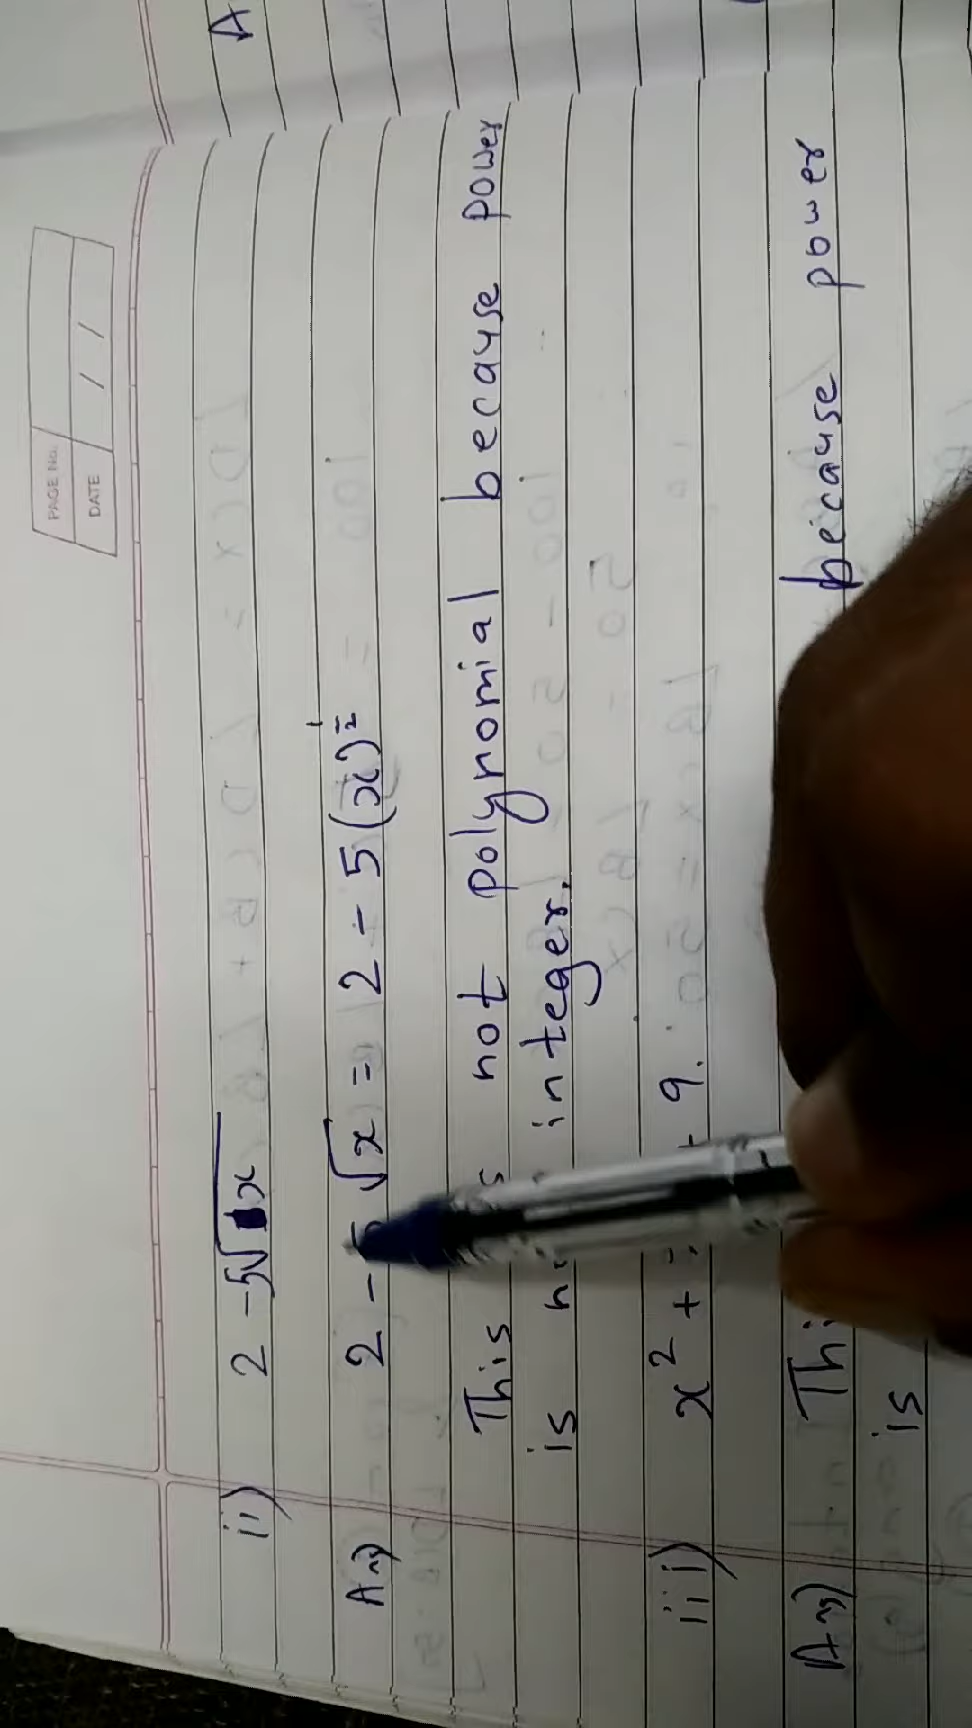 PAGE No.
DATE / /
A
ii) 2 - 5√x
Ans) 2 - 5√x = 2 - 5(x)^1/2
This is not polynomial because power
is integer.
iii) x² + + 9.
Ans) because power
is